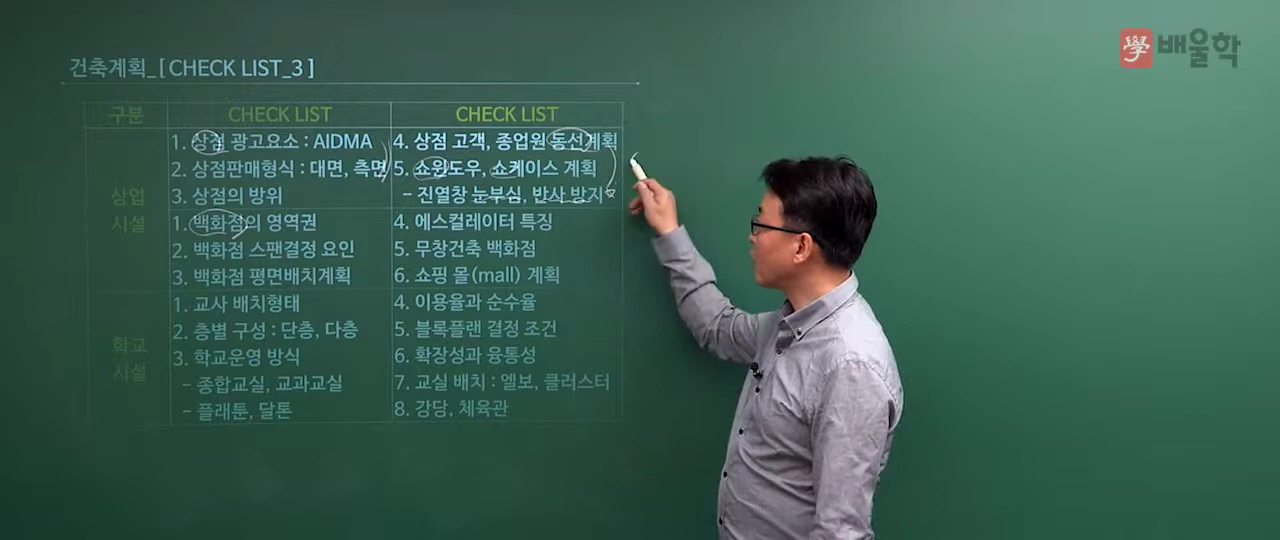 學 배울학
건축계획_[ CHECK LIST_3 ]
구분 CHECK LIST CHECK LIST
1. 상점 광고요소 : AIDMA 4. 상점 고객, 종업원 동선계획
2. 상점판매형식 : 대면, 측면 5. 쇼윈도우, 쇼케이스 계획
상업 3. 상점의 방위 - 진열창 눈부심, 반사 방지
시설 1. 백화점의 영역권 4. 에스컬레이터 특징
2. 백화점 스팬결정 요인 5. 무창건축 백화점
3. 백화점 평면배치계획 6. 쇼핑 몰(mall) 계획
1. 교사 배치형태 4. 이용율과 순수율
2. 층별 구성 : 단층, 다층 5. 블록플랜 결정 조건
학교 3. 학교운영 방식 6. 확장성과 융통성
시설 - 종합교실, 교과교실 7. 교실 배치 : 엘보, 클러스터
- 플래툰, 달톤 8. 강당, 체육관